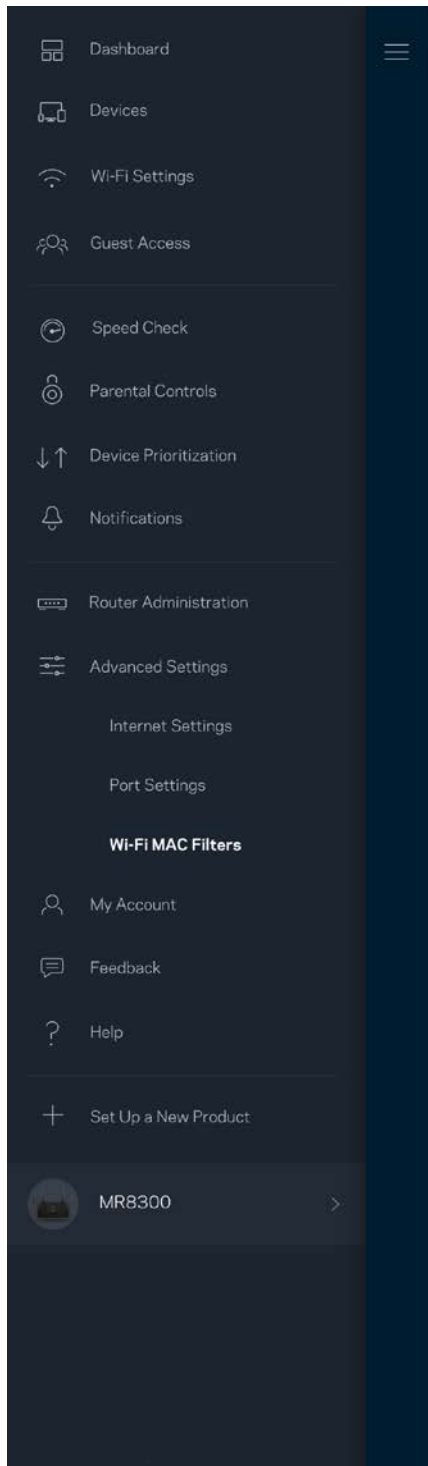 Dashboard
Devices
Wi-Fi Settings
Guest Access
Speed Check
Parental Controls
Device Prioritization
Notifications
Router Administration
Advanced Settings
Internet Settings
Port Settings
Wi-Fi MAC Filters
My Account
Feedback
Help
Set Up a New Product
MR8300